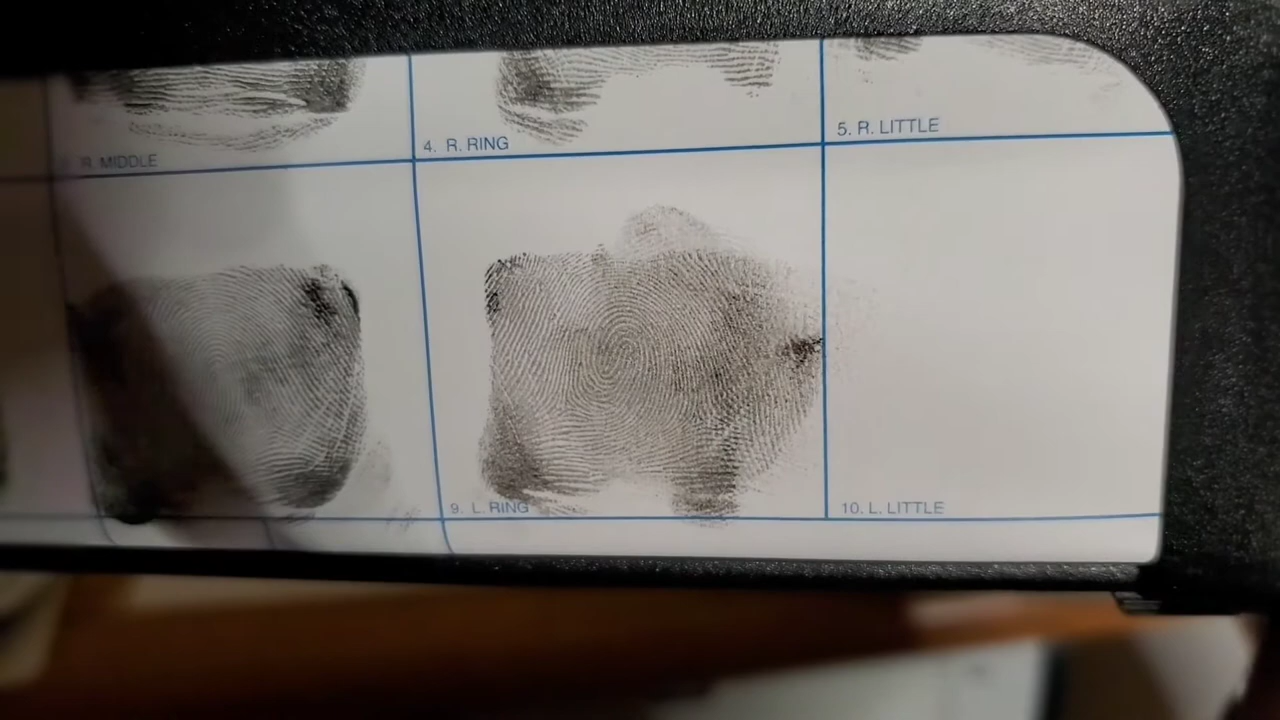 R. MIDDLE
4. R. RING
5. R. LITTLE
9. L. RING
10. L. LITTLE